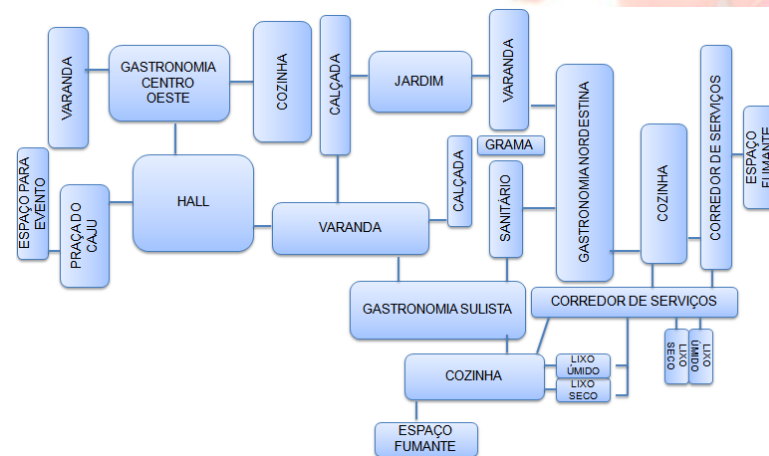 VARANDA
GASTRONOMIA
CENTRO
OESTE
COZINHA
CALÇADA
JARDIM
VARANDA
GASTRONOMIA NORDESTINA
CORREDOR DE SERVIÇOS
ESPAÇO
FUMANTE
GRAMA
CALÇADA
COZINHA
ESPAÇO PARA
EVENTO
PRAÇA DO
CAJU
HALL
VARANDA
SANITÁRIO
GASTRONOMIA SULISTA
CORREDOR DE SERVIÇOS
LIXO
SECO
LIXO
ÚMIDO
COZINHA
LIXO
ÚMIDO
LIXO
SECO
ESPAÇO
FUMANTE